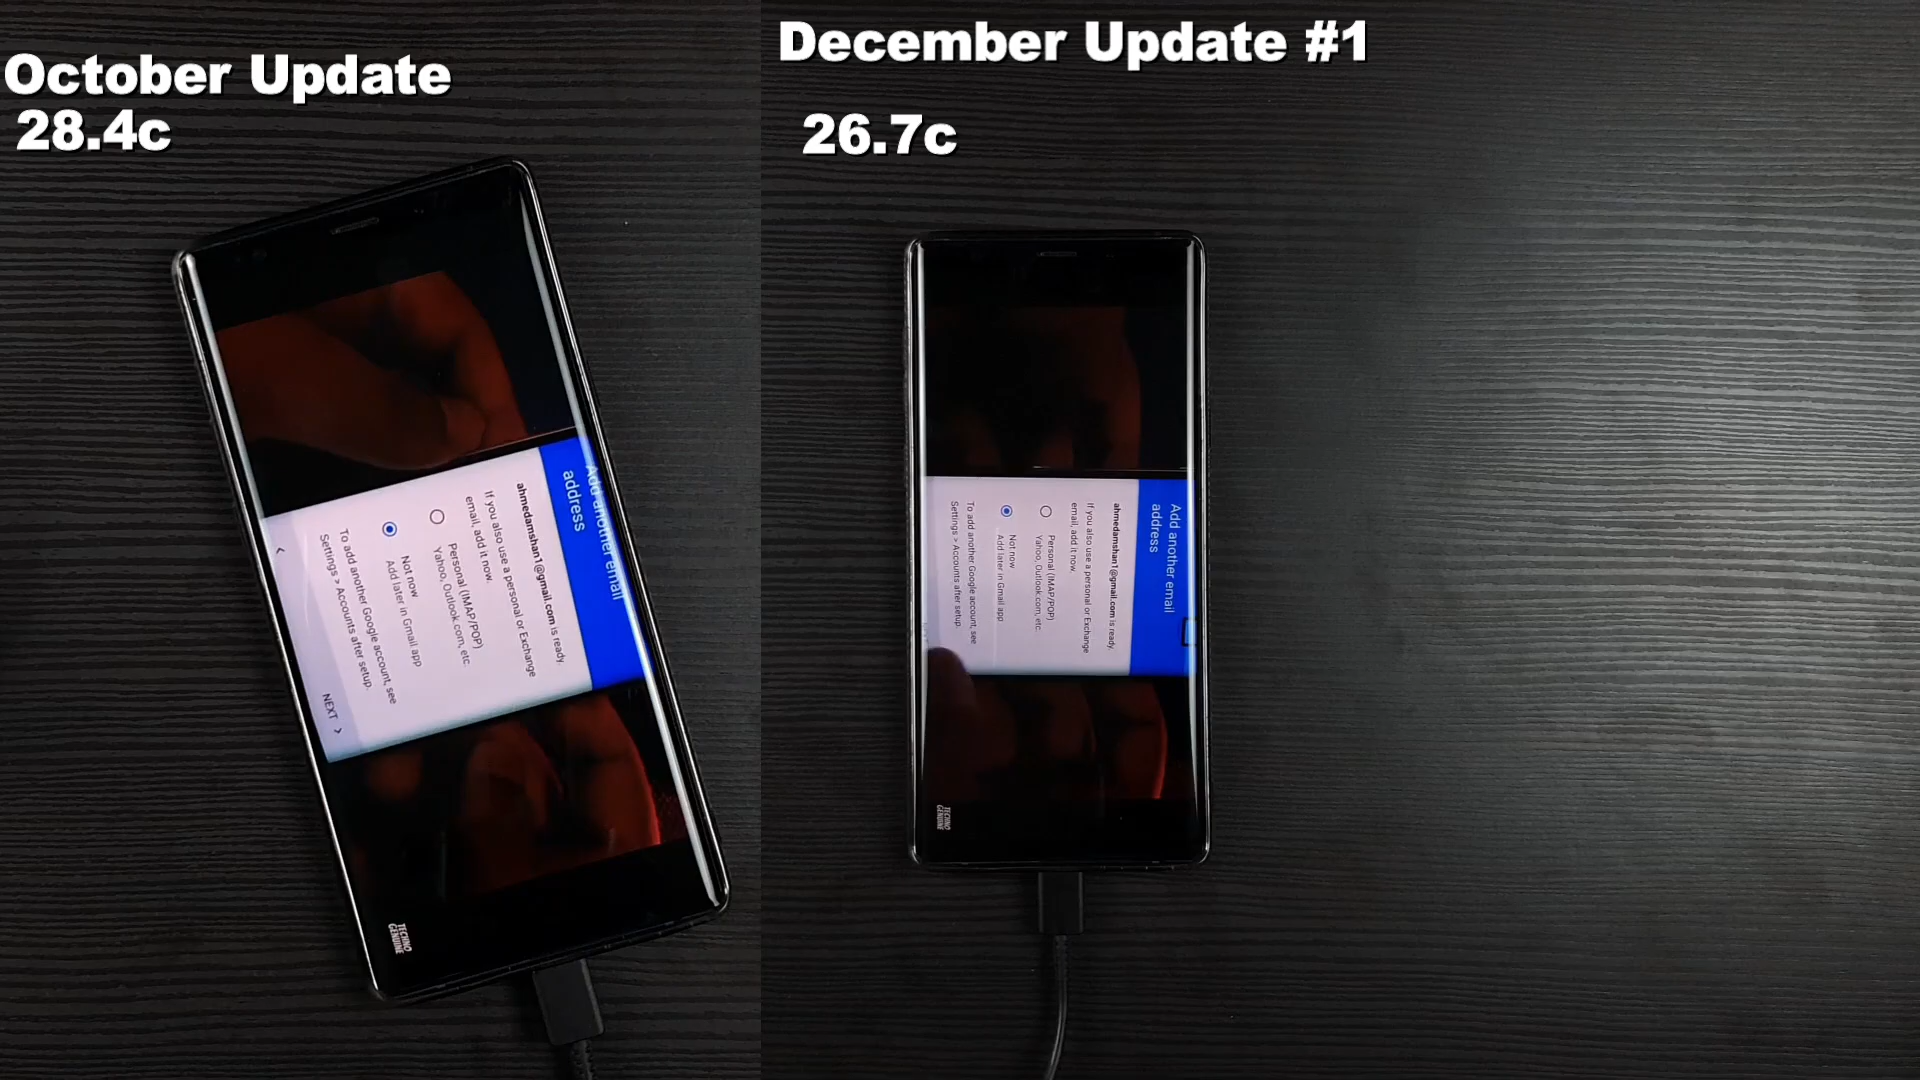 October Update
28.4c
Add another email
address
ahmedamshan1@gmail.com is ready.
If you also use a personal or Exchange
email, add it now.
Personal (IMAP/POP)
Yahoo, Outlook.com, etc.
Not now
Add later in Gmail app
To add another Google account, see
Settings > Accounts after setup.
NEXT >
TECHNO
GENUINE
December Update #1
26.7c
Add another email
address
ahmedamshan1@gmail.com is ready.
If you also use a personal or Exchange
email, add it now.
Personal (IMAP/POP)
Yahoo, Outlook.com, etc.
Not now
Add later in Gmail app
To add another Google account, see
Settings > Accounts after setup.
TECHNO
GENUINE